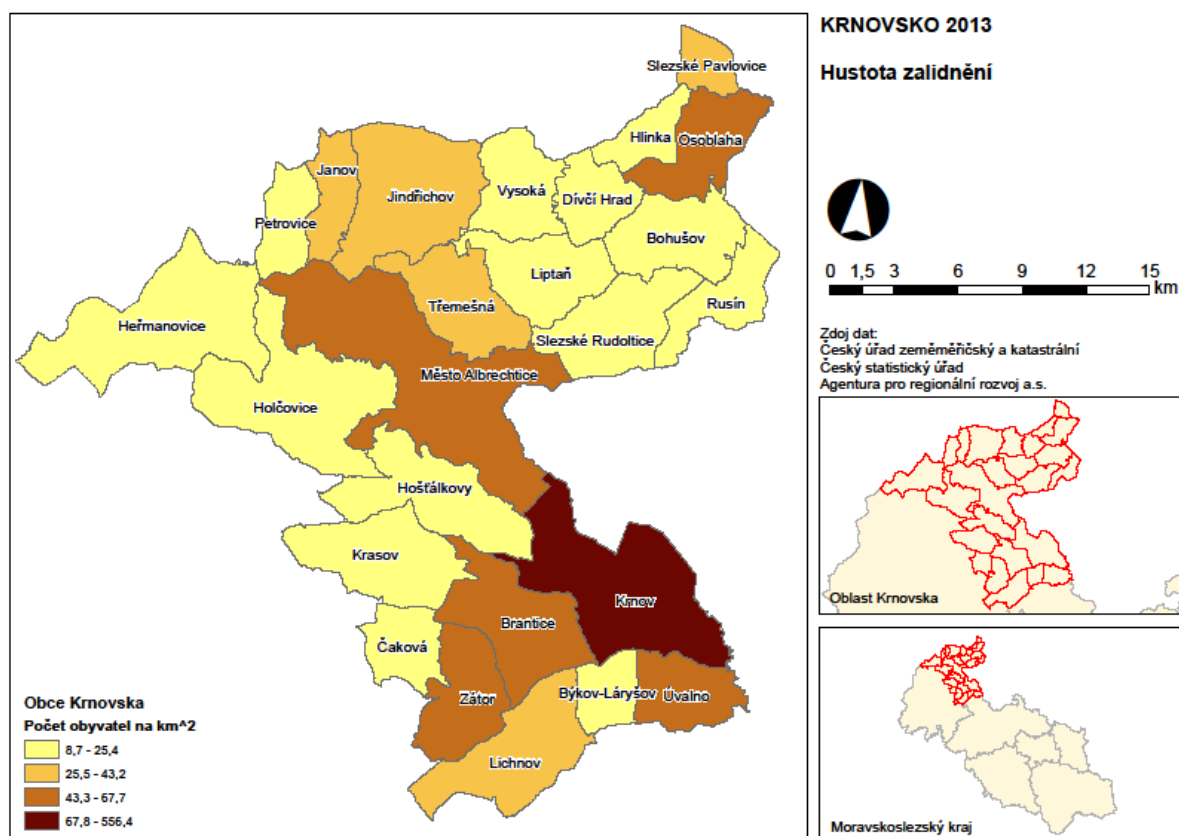 KRNOVSKO 2013
Hustota zalidnění
Slezské Pavlovice
Hlinka
Osoblaha
Janov
Jindřichov
Vysoká
Dívčí Hrad
Petrovice
Bohušov
Liptaň
Rusín
Třemešná
Heřmanovice
Slezské Rudoltice
Město Albrechtice
Holčovice
Hošťálkovy
Krasov
Krnov
Brantice
Čaková
Zátor
Býkov-Láryšov
Úvalno
Lichnov
0 1,5 3 6 9 12 15
km
Zdoj dat:
Český úřad zeměměřičský a katastrální
Český statistický úřad
Agentura pro regionální rozvoj a.s.
Oblast Krnovska
Moravskoslezský kraj
Obce Krnovska
Počet obyvatel na km^2
8,7 - 25,4
25,5 - 43,2
43,3 - 67,7
67,8 - 556,4